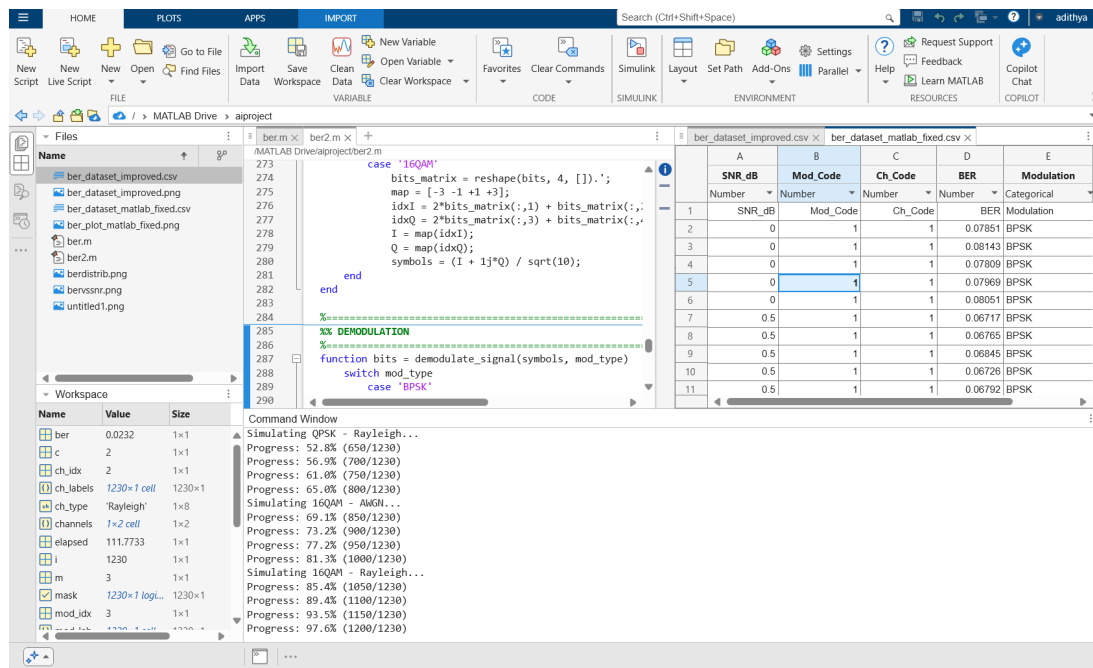 HOME PLOTS APPS IMPORT Search (Ctrl+Shift+Space) ? adithya
New Script
New Live Script
New
Open
Go to File
Find Files
FILE
Import Data
Save Workspace
Clean Data
New Variable
Open Variable
Clear Workspace
VARIABLE
Favorites
Clear Commands
CODE
Simulink
SIMULINK
Layout
Set Path
Add-Ons
Settings
Parallel
ENVIRONMENT
? Help
Request Support
Feedback
Learn MATLAB
RESOURCES
Copilot Chat
COPILOT
/ > MATLAB Drive > aiproject
Files
Name
ber_dataset_improved.csv
ber_dataset_improved.png
ber_dataset_matlab_fixed.csv
ber_plot_matlab_fixed.png
ber.m
ber2.m
berdistrib.png
bervssnr.png
untitled1.png
Workspace
Name Value Size
ber 0.0232 1×1
c 2 1×1
ch_idx 2 1×1
ch_labels 1230×1 cell 1230×1
ch_type 'Rayleigh' 1×8
channels 1×2 cell 1×2
elapsed 111.7733 1×1
i 1230 1×1
m 3 1×1
mask 1230×1 logi... 1230×1
mod_idx 3 1×1
ber.m × ber2.m × +
/MATLAB Drive/aiproject/ber2.m
273 case '16QAM'
274 bits_matrix = reshape(bits, 4, []).';
275 map = [-3 -1 +1 +3];
276 idxI = 2*bits_matrix(:,1) + bits_matrix(:,
277 idxQ = 2*bits_matrix(:,3) + bits_matrix(:,
278 I = map(idxI);
279 Q = map(idxQ);
280 symbols = (I + 1j*Q) / sqrt(10);
281 end
282 end
283
284 %======================================================
285 %% DEMODULATION
286 %======================================================
287 function bits = demodulate_signal(symbols, mod_type)
288 switch mod_type
289 case 'BPSK'
290
ber_dataset_improved.csv × ber_dataset_matlab_fixed.csv ×
A B C D E
SNR_dB Mod_Code Ch_Code BER Modulation
Number Number Number Number Categorical
1 SNR_dB Mod_Code Ch_Code BER Modulation
2 0 1 1 0.07851 BPSK
3 0 1 1 0.08143 BPSK
4 0 1 1 0.07809 BPSK
5 0 1 1 0.07969 BPSK
6 0 1 1 0.08051 BPSK
7 0.5 1 1 0.06717 BPSK
8 0.5 1 1 0.06765 BPSK
9 0.5 1 1 0.06845 BPSK
10 0.5 1 1 0.06726 BPSK
11 0.5 1 1 0.06792 BPSK
Command Window
Simulating QPSK - Rayleigh...
Progress: 52.8% (650/1230)
Progress: 56.9% (700/1230)
Progress: 61.0% (750/1230)
Progress: 65.0% (800/1230)
Simulating 16QAM - AWGN...
Progress: 69.1% (850/1230)
Progress: 73.2% (900/1230)
Progress: 77.2% (950/1230)
Progress: 81.3% (1000/1230)
Simulating 16QAM - Rayleigh...
Progress: 85.4% (1050/1230)
Progress: 89.4% (1100/1230)
Progress: 93.5% (1150/1230)
Progress: 97.6% (1200/1230)